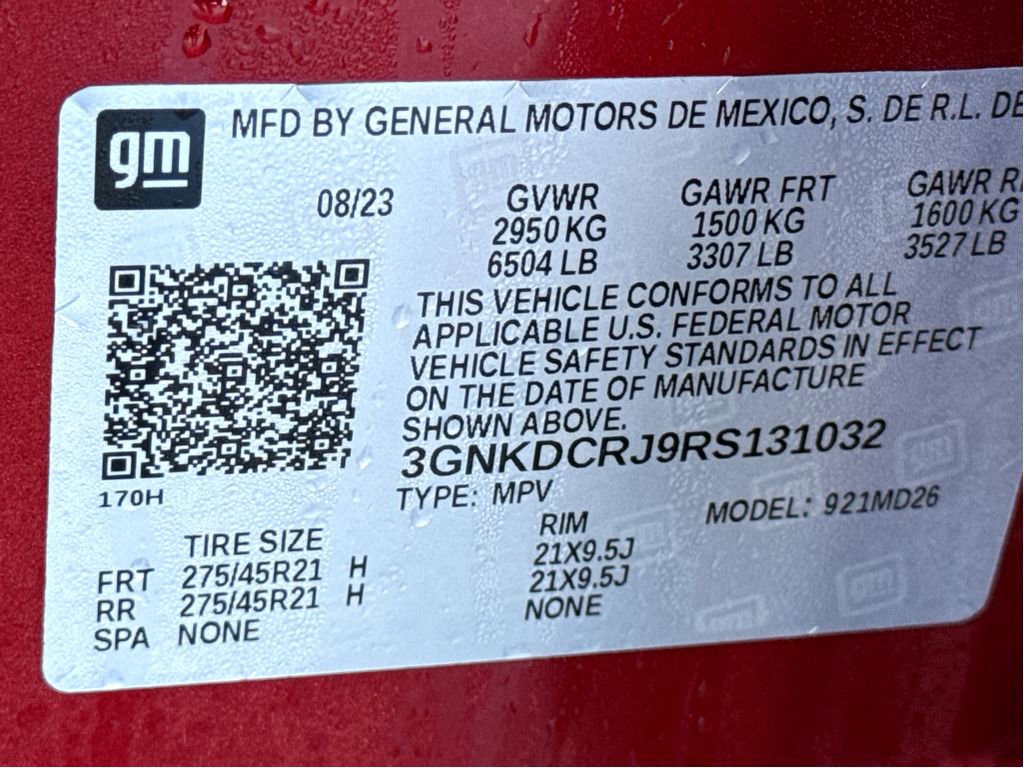 gm
MFD BY GENERAL MOTORS DE MEXICO, S. DE R.L. DE
08/23 GVWR GAWR FRT GAWR
2950 KG 1500 KG 1600 KG
6504 LB 3307 LB 3527 LB
THIS VEHICLE CONFORMS TO ALL
APPLICABLE U.S. FEDERAL MOTOR
VEHICLE SAFETY STANDARDS IN EFFECT
ON THE DATE OF MANUFACTURE
SHOWN ABOVE.
3GNKDCRJ9RS131032
170H
TYPE: MPV MODEL: 921MD26
TIRE SIZE RIM
FRT 275/45R21 H 21X9.5J
RR 275/45R21 H 21X9.5J
SPA NONE NONE